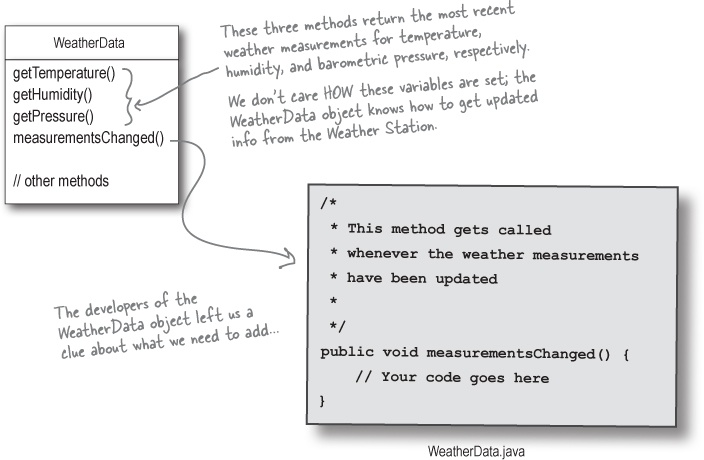 WeatherData
getTemperature()
getHumidity()
getPressure()
measurementsChanged()
// other methods
These three methods return the most recent
weather measurements for temperature,
humidity, and barometric pressure, respectively.
We don't care HOW these variables are set; the
WeatherData object knows how to get updated
info from the Weather Station.
The developers of the
WeatherData object left us a
clue about what we need to add...
/*
* This method gets called
* whenever the weather measurements
* have been updated
*
*/
public void measurementsChanged() {
// Your code goes here
}
WeatherData.java